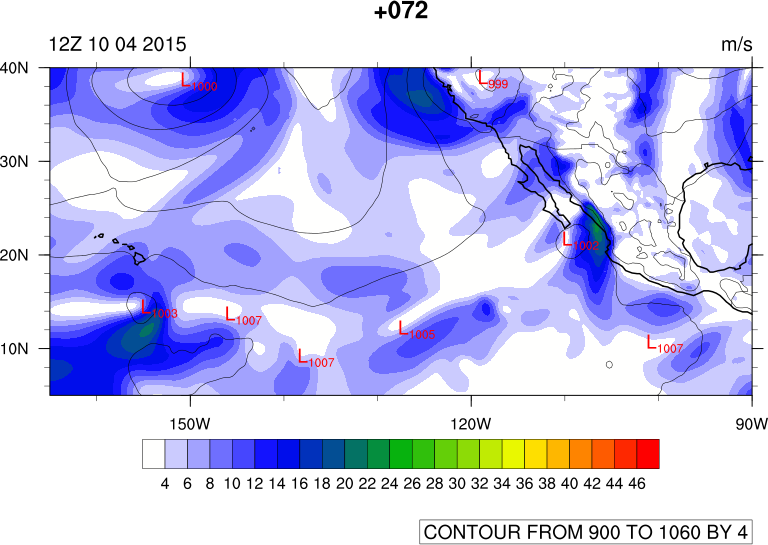 +072
12Z 10 04 2015 m/s
40N
L1000 L999
30N
L1002
20N
L1003 L1007
L1005
10N L1007 L1007
150W 120W 90W
4 6 8 10 12 14 16 18 20 22 24 26 28 30 32 34 36 38 40 42 44 46
CONTOUR FROM 900 TO 1060 BY 4